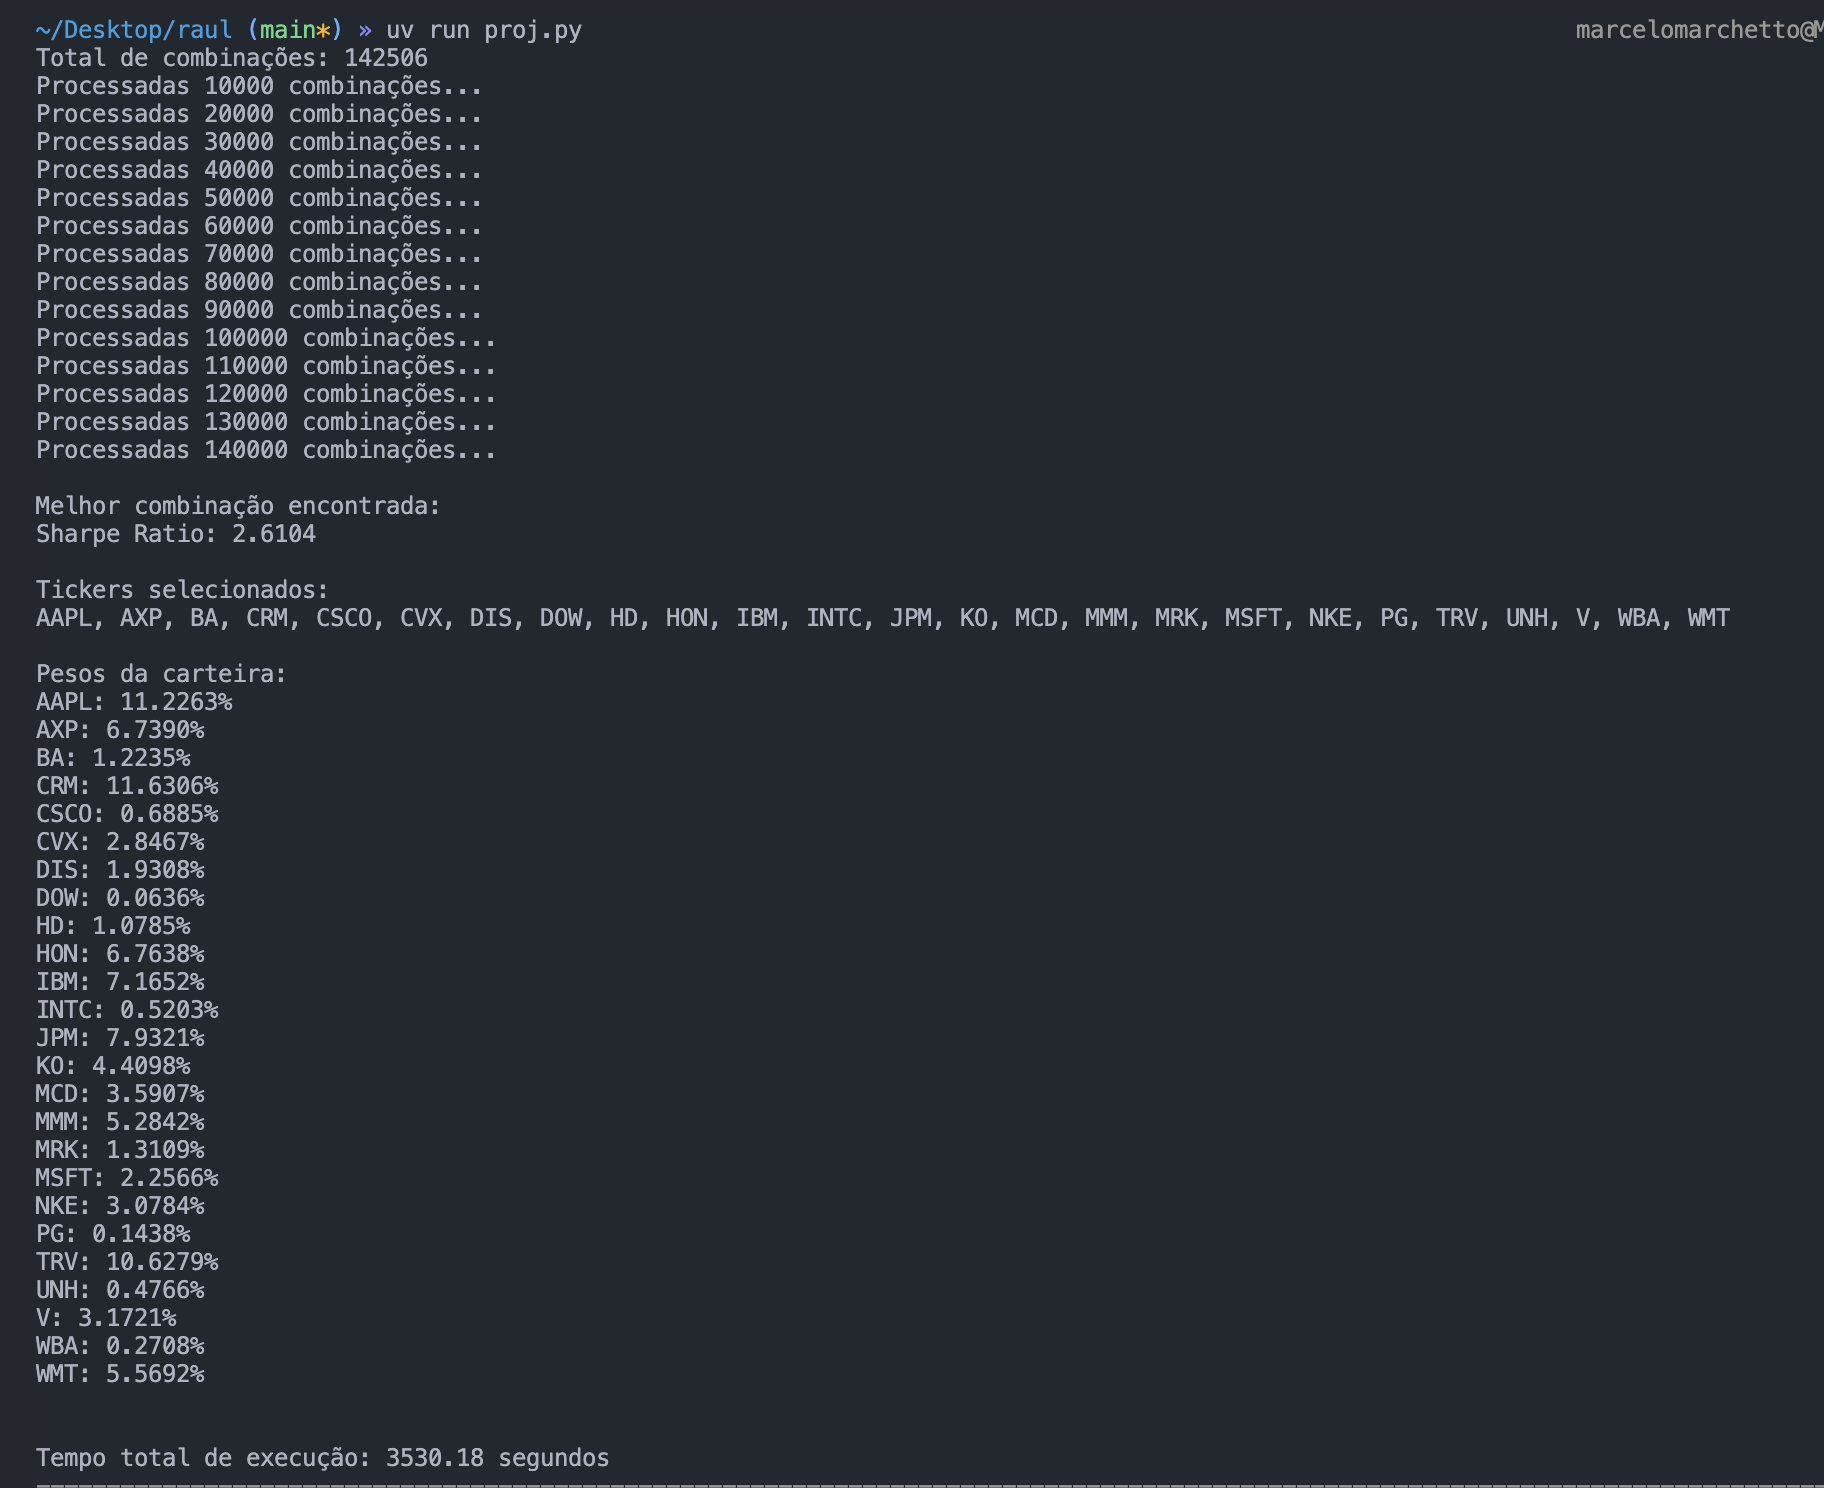 ~/Desktop/raul (main*) » uv run proj.py marcelomarchetto@M
Total de combinações: 142506
Processadas 10000 combinações...
Processadas 20000 combinações...
Processadas 30000 combinações...
Processadas 40000 combinações...
Processadas 50000 combinações...
Processadas 60000 combinações...
Processadas 70000 combinações...
Processadas 80000 combinações...
Processadas 90000 combinações...
Processadas 100000 combinações...
Processadas 110000 combinações...
Processadas 120000 combinações...
Processadas 130000 combinações...
Processadas 140000 combinações...
Melhor combinação encontrada:
Sharpe Ratio: 2.6104
Tickers selecionados:
AAPL, AXP, BA, CRM, CSCO, CVX, DIS, DOW, HD, HON, IBM, INTC, JPM, KO, MCD, MMM, MRK, MSFT, NKE, PG, TRV, UNH, V, WBA, WMT
Pesos da carteira:
AAPL: 11.2263%
AXP: 6.7390%
BA: 1.2235%
CRM: 11.6306%
CSCO: 0.6885%
CVX: 2.8467%
DIS: 1.9308%
DOW: 0.0636%
HD: 1.0785%
HON: 6.7638%
IBM: 7.1652%
INTC: 0.5203%
JPM: 7.9321%
KO: 4.4098%
MCD: 3.5907%
MMM: 5.2842%
MRK: 1.3109%
MSFT: 2.2566%
NKE: 3.0784%
PG: 0.1438%
TRV: 10.6279%
UNH: 0.4766%
V: 3.1721%
WBA: 0.2708%
WMT: 5.5692%
Tempo total de execução: 3530.18 segundos